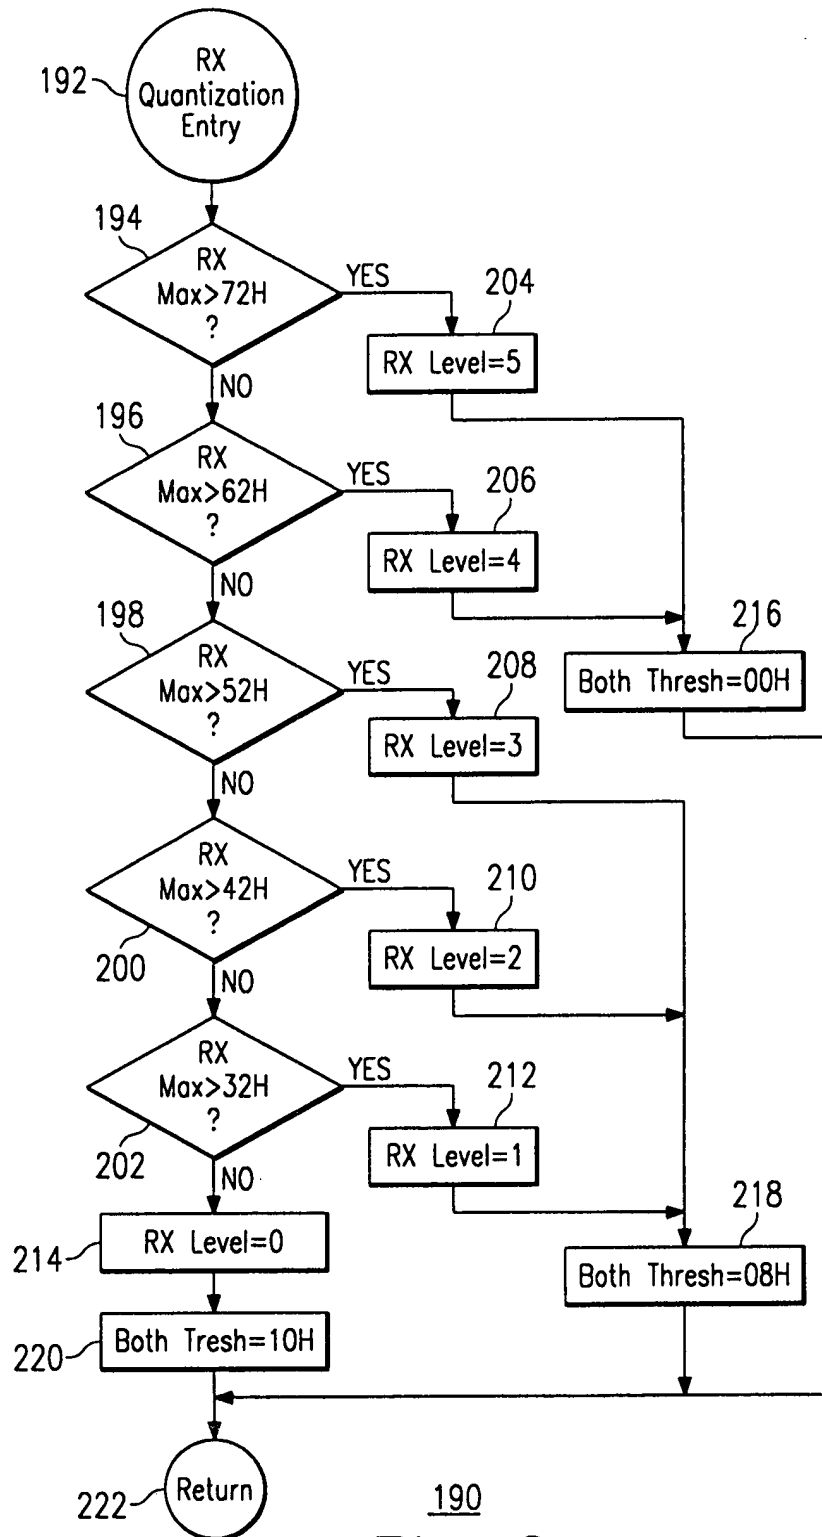 192
RX
Quantization
Entry
194
RX
Max>72H
?
YES
204
RX Level=5
NO
196
RX
Max>62H
?
YES
206
RX Level=4
NO
198
RX
Max>52H
?
YES
208
RX Level=3
216
Both Thresh=00H
NO
RX
Max>42H
?
200
YES
210
RX Level=2
NO
RX
Max>32H
?
202
YES
212
RX Level=1
NO
214
RX Level=0
218
Both Thresh=08H
220
Both Tresh=10H
222
Return
190